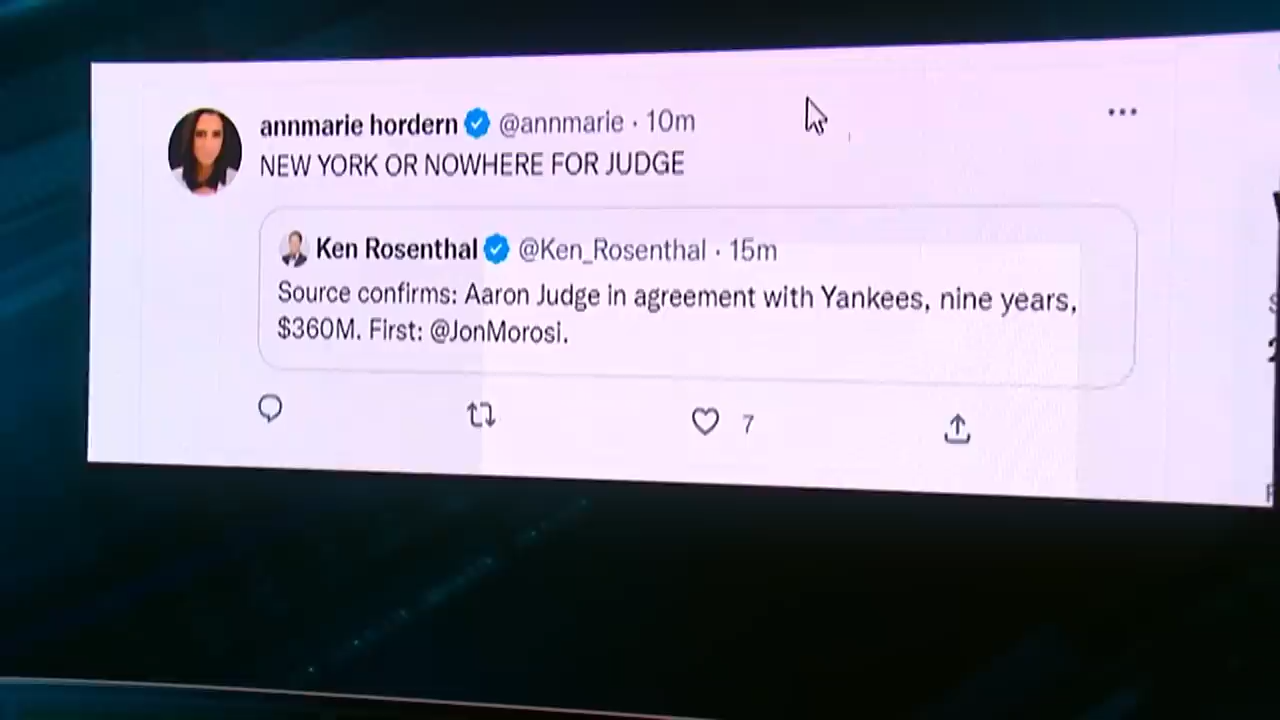 annmarie hordern @annmarie · 10m
NEW YORK OR NOWHERE FOR JUDGE
Ken Rosenthal @Ken_Rosenthal · 15m
Source confirms: Aaron Judge in agreement with Yankees, nine years,
$360M. First: @JonMorosi.
7